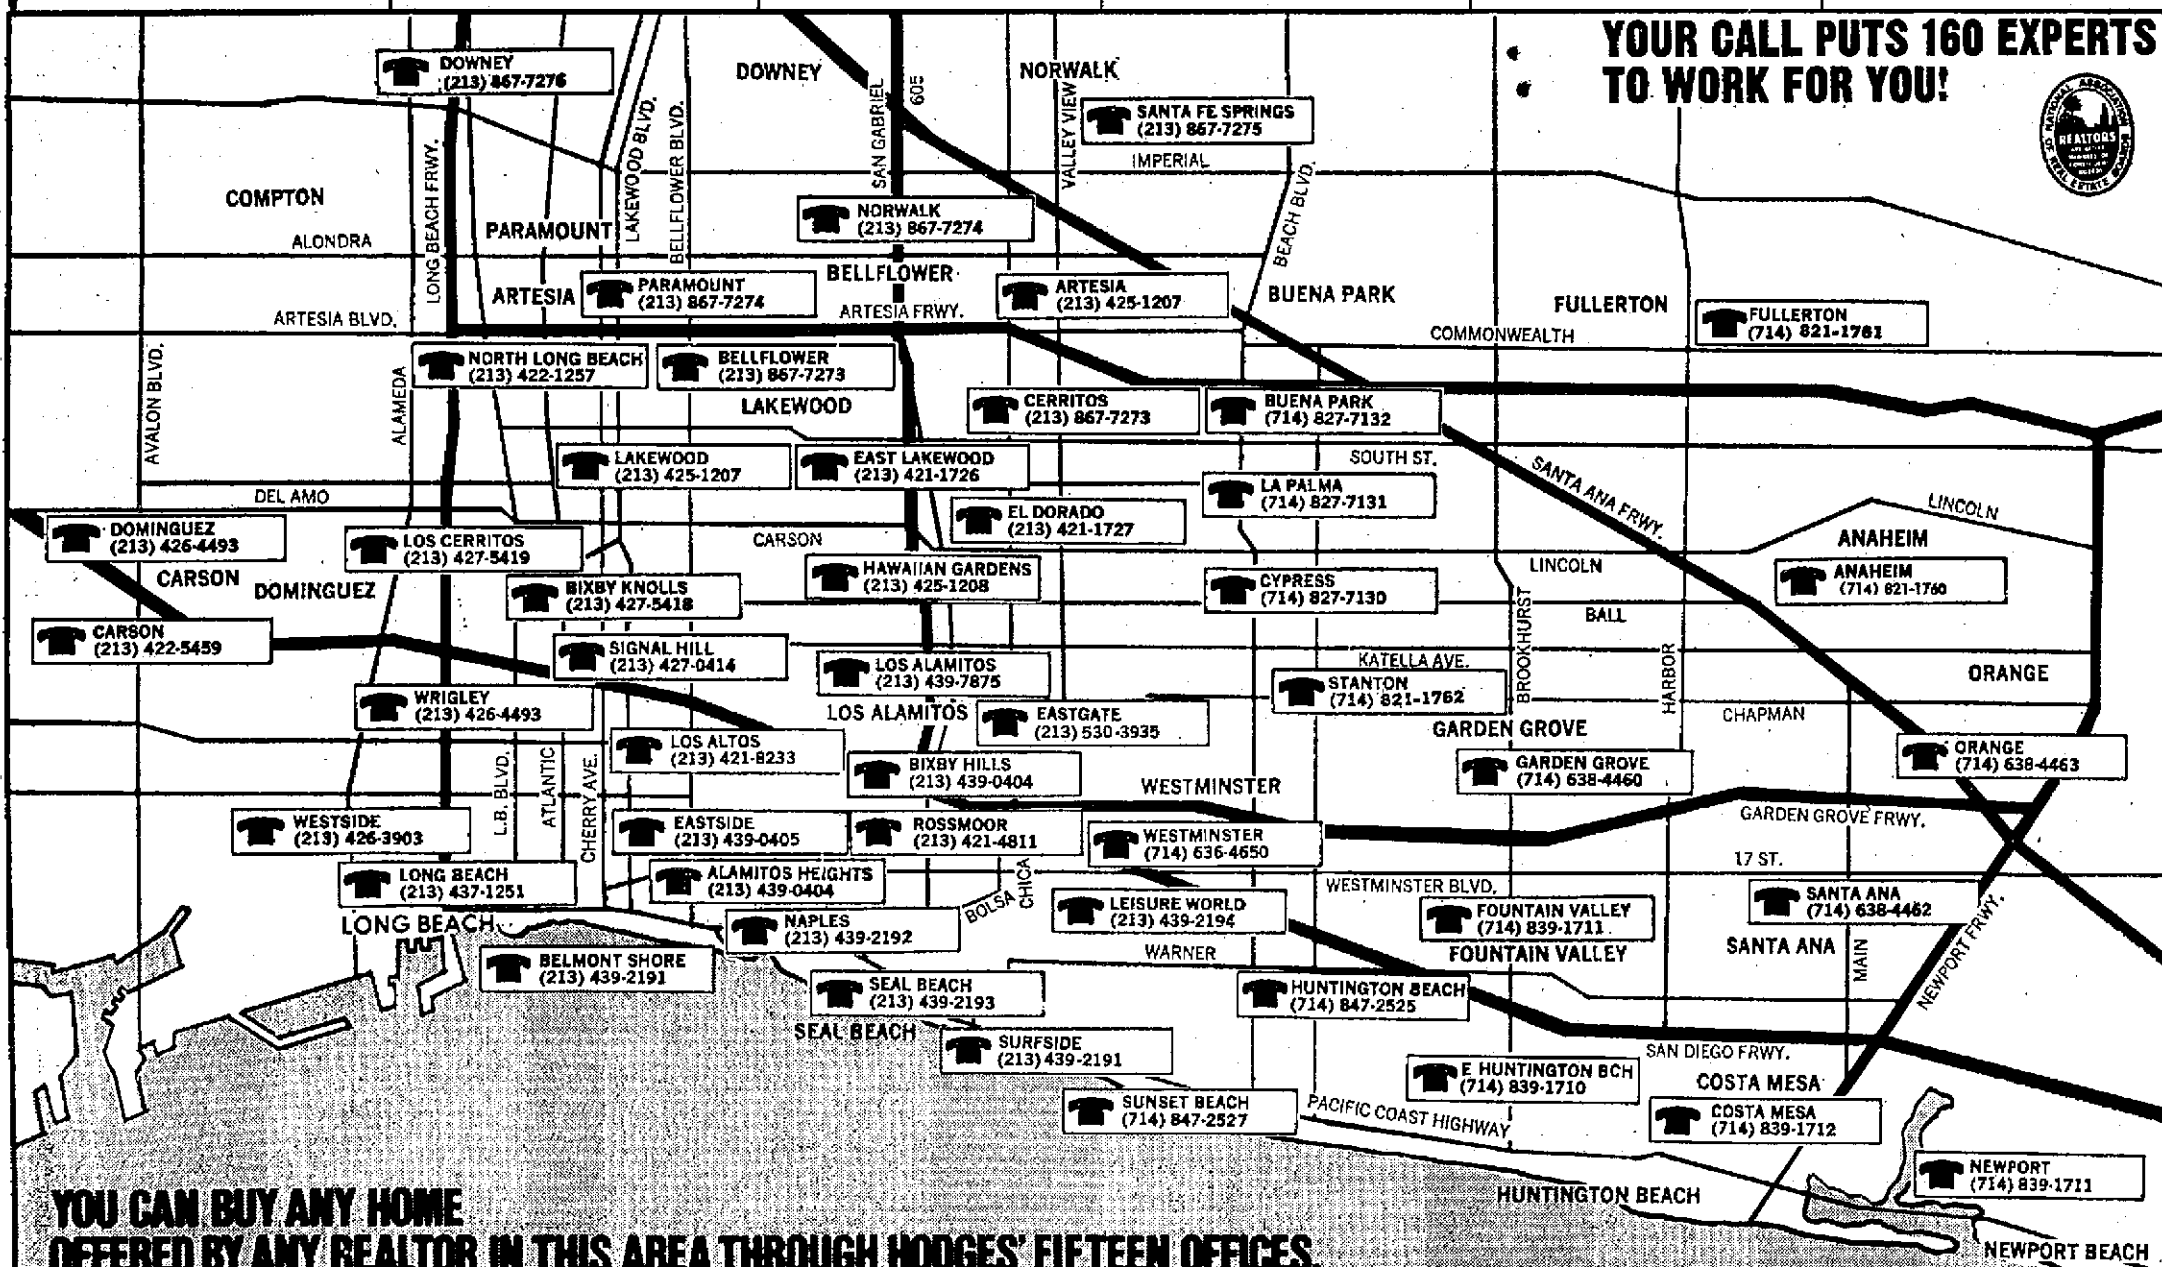 YOUR CALL PUTS 160 EXPERTS
TO WORK FOR YOU!
NATIONAL ASSOCIATION
OF REAL ESTATE BOARDS
REALTORS
DOWNEY
(213) 867-7276
DOWNEY
SAN GABRIEL
605
NORWALK
VALLEY VIEW
SANTA FE SPRINGS
(213) 867-7275
IMPERIAL
COMPTON
LONG BEACH FRWY.
PARAMOUNT
LAKEWOOD BLVD.
BELLFLOWER BLVD.
NORWALK
(213) 867-7274
BEACH BLVD.
ALONDRA
ARTESIA
PARAMOUNT
(213) 867-7274
BELLFLOWER
ARTESIA FRWY.
ARTESIA
(213) 425-1207
BUENA PARK
FULLERTON
FULLERTON
(714) 821-1761
ARTESIA BLVD.
COMMONWEALTH
AVALON BLVD.
ALAMEDA
NORTH LONG BEACH
(213) 422-1257
BELLFLOWER
(213) 867-7273
LAKEWOOD
CERRITOS
(213) 867-7273
BUENA PARK
(714) 827-7132
LAKEWOOD
(213) 425-1207
EAST LAKEWOOD
(213) 421-1726
SOUTH ST.
SANTA ANA FRWY.
DEL AMO
LA PALMA
(714) 827-7131
LINCOLN
DOMINGUEZ
(213) 426-4493
LOS CERRITOS
(213) 427-5419
CARSON
EL DORADO
(213) 421-1727
ANAHEIM
CARSON
DOMINGUEZ
BIXBY KNOLLS
(213) 427-5418
HAWAIIAN GARDENS
(213) 425-1208
CYPRESS
(714) 827-7130
LINCOLN
ANAHEIM
(714) 821-1760
BALL
BROOKHURST
HARBOR
CARSON
(213) 422-5459
SIGNAL HILL
(213) 427-0414
LOS ALAMITOS
(213) 439-7875
KATELLA AVE.
ORANGE
WRIGLEY
(213) 426-4493
STANTON
(714) 821-1762
LOS ALAMITOS
EASTGATE
(213) 530-3935
CHAPMAN
GARDEN GROVE
LOS ALTOS
(213) 421-8233
BIXBY HILLS
(213) 439-0404
GARDEN GROVE
(714) 638-4460
ORANGE
(714) 638-4463
L.B. BLVD.
ATLANTIC
CHERRY AVE.
WESTMINSTER
WESTSIDE
(213) 426-3903
EASTSIDE
(213) 439-0405
ROSSMOOR
(213) 421-4811
WESTMINSTER
(714) 636-4650
GARDEN GROVE FRWY.
17 ST.
LONG BEACH
(213) 437-1251
ALAMITOS HEIGHTS
(213) 439-0404
BOLSA
CHICA
WESTMINSTER BLVD.
LONG BEACH
NAPLES
(213) 439-2192
LEISURE WORLD
(213) 439-2194
FOUNTAIN VALLEY
(714) 839-1711
SANTA ANA
(714) 638-4462
WARNER
FOUNTAIN VALLEY
SANTA ANA
MAIN
NEWPORT FRWY.
BELMONT SHORE
(213) 439-2191
SEAL BEACH
(213) 439-2193
HUNTINGTON BEACH
(714) 847-2525
SEAL BEACH
SURFSIDE
(213) 439-2191
SAN DIEGO FRWY.
E HUNTINGTON BCH
(714) 839-1710
COSTA MESA
SUNSET BEACH
(714) 847-2527
PACIFIC COAST HIGHWAY
COSTA MESA
(714) 839-1712
NEWPORT
(714) 839-1711
HUNTINGTON BEACH
NEWPORT BEACH
YOU CAN BUY ANY HOME
OFFERED BY ANY REALTOR IN THIS AREA THROUGH HODGES' FIFTEEN OFFICES.